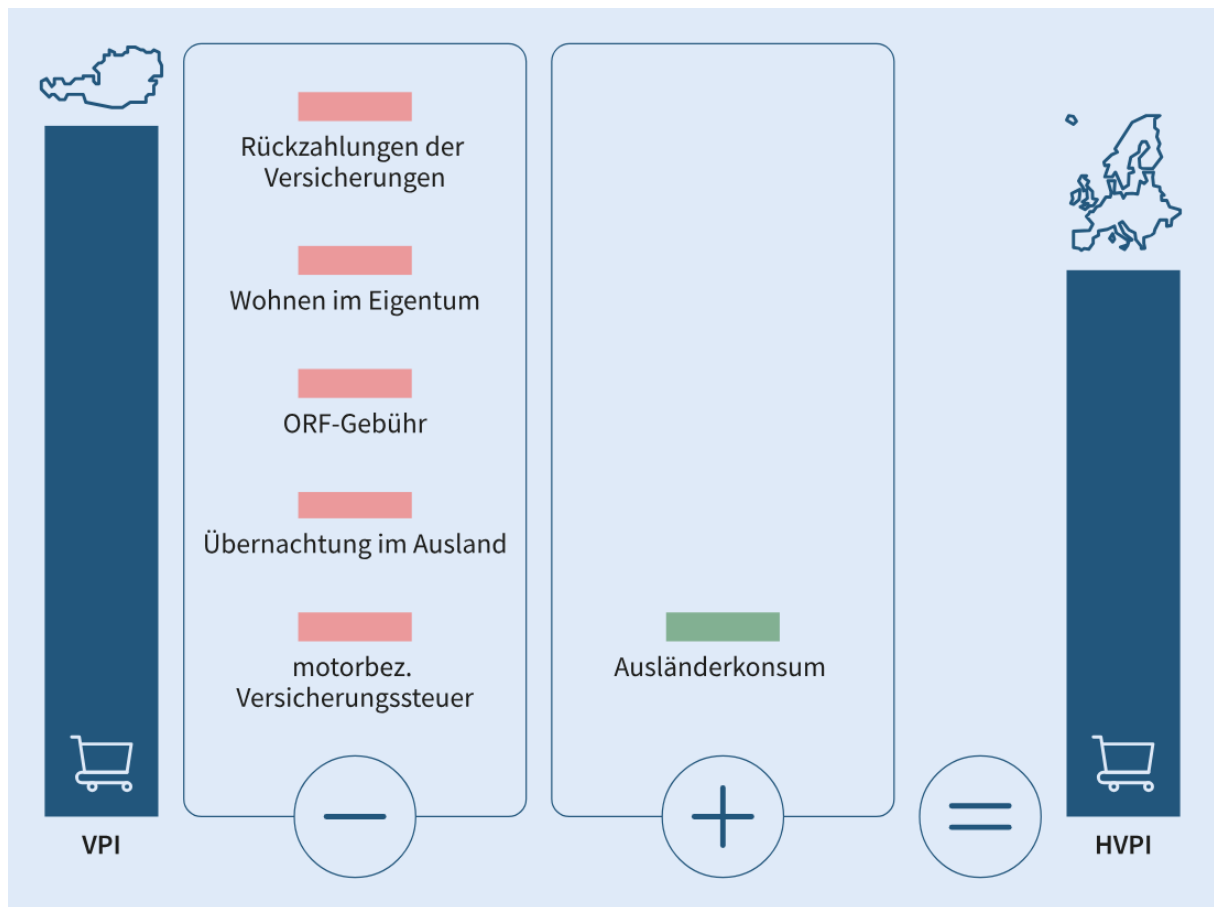 Rückzahlungen der
Versicherungen
Wohnen im Eigentum
ORF-Gebühr
Übernachtung im Ausland
motorbez.
Versicherungssteuer
Ausländerkonsum
VPI
HVPI